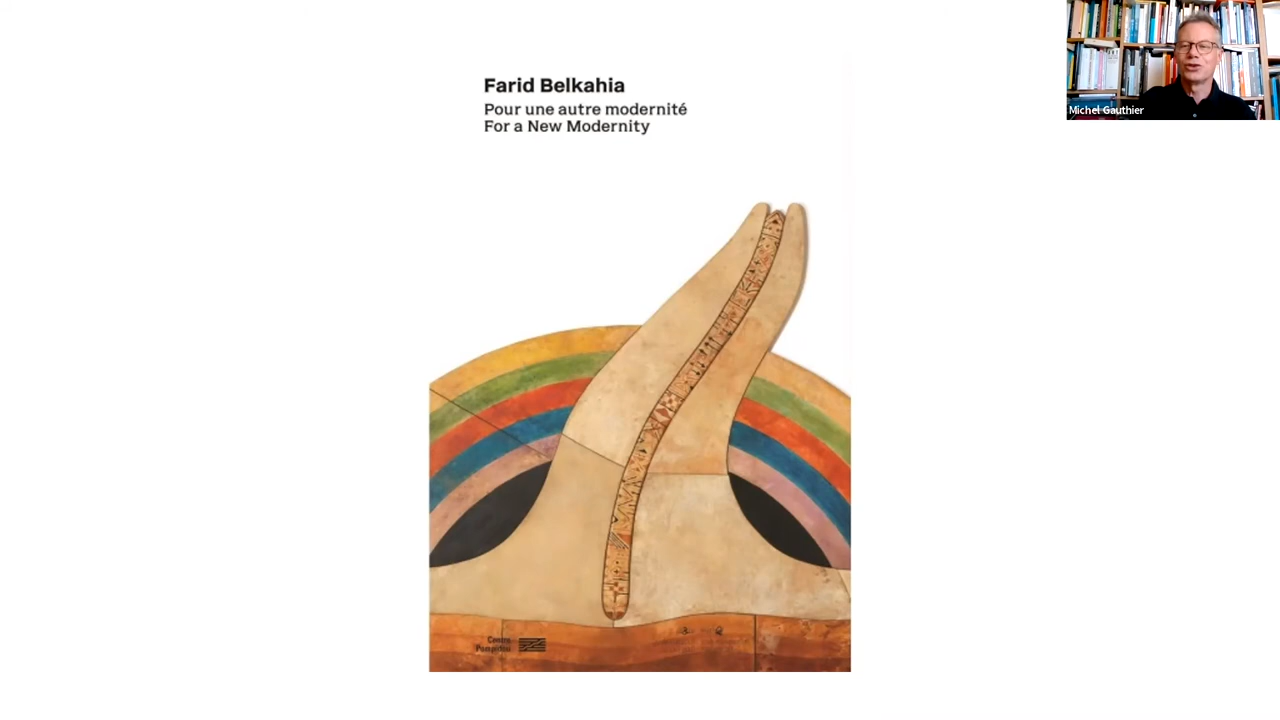 Farid Belkahia
Pour une autre modernité
For a New Modernity
Michel Gauthier
Centre
Pompidou